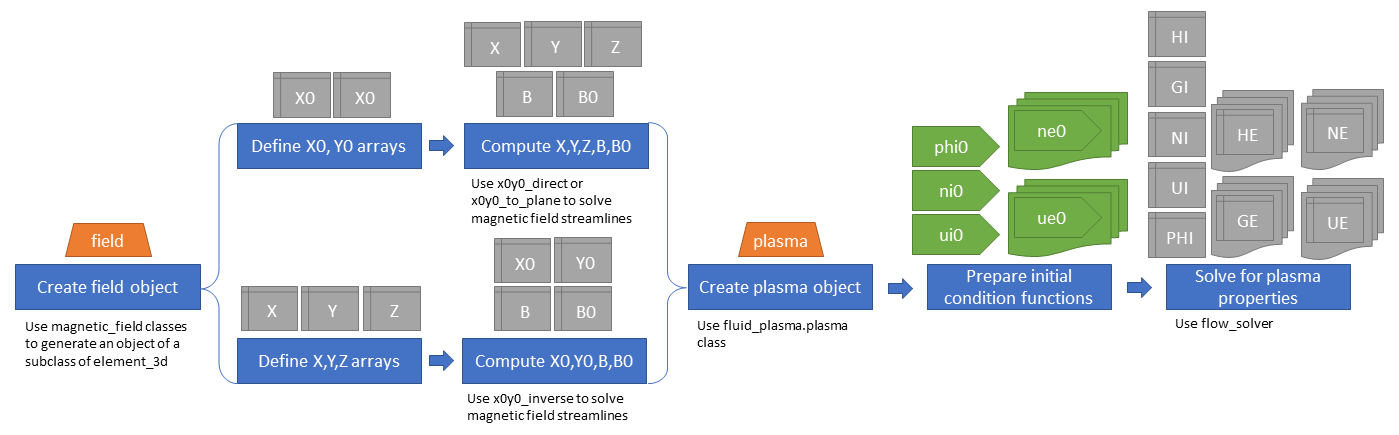 field
Create field object
Use magnetic_field classes
to generate an object of a
subclass of element_3d
X0 X0
Define X0, Y0 arrays
X Y Z
B B0
Compute X,Y,Z,B,B0
Use x0y0_direct or
x0y0_to_plane to solve
magnetic field streamlines
X Y Z
Define X,Y,Z arrays
X0 Y0
B B0
Compute X0,Y0,B,B0
Use x0y0_inverse to solve
magnetic field streamlines
plasma
Create plasma object
Use fluid_plasma.plasma
class
phi0
ni0
ui0
ne0
ue0
Prepare initial
condition functions
HI
GI
NI
UI
PHI
HE
NE
GE
UE
Solve for plasma
properties
Use flow_solver